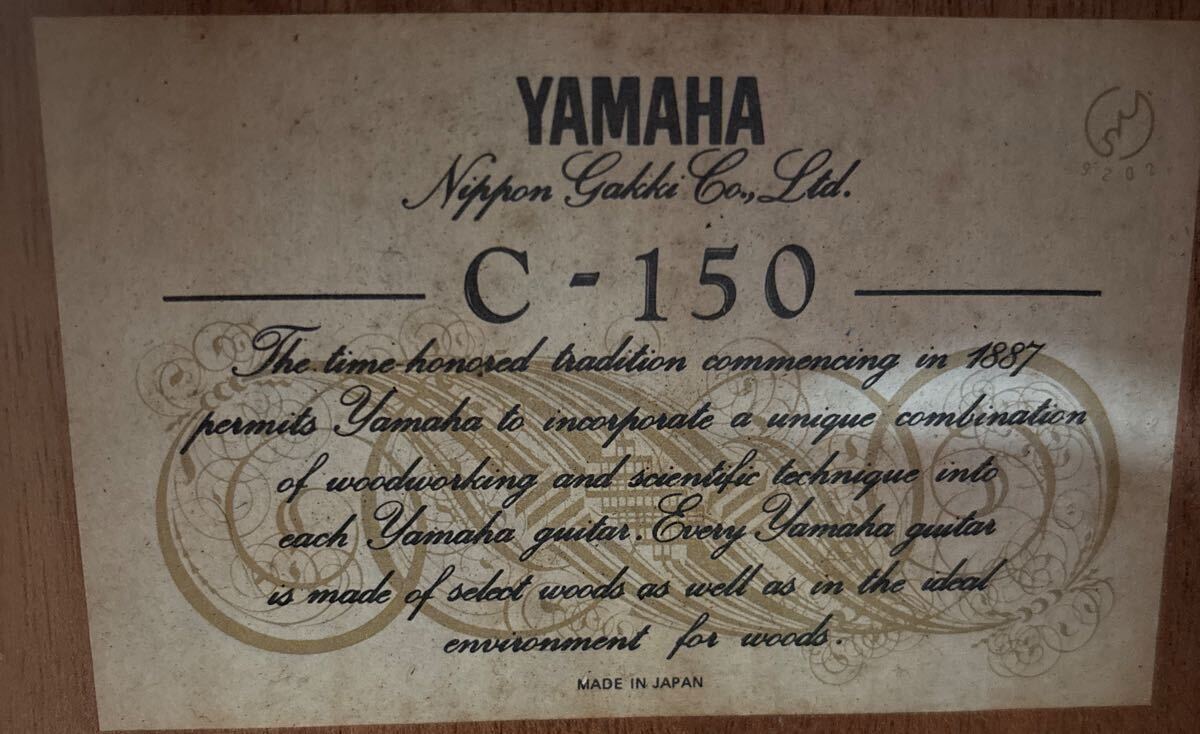 YAMAHA
Nippon Gakki Co., Ltd.
C-150
The time-honored tradition commencing in 1887
permits Yamaha to incorporate a unique combination
of woodworking and scientific technique into
each Yamaha guitar. Every Yamaha guitar
is made of select woods as well as in the ideal
environment for woods.
MADE IN JAPAN